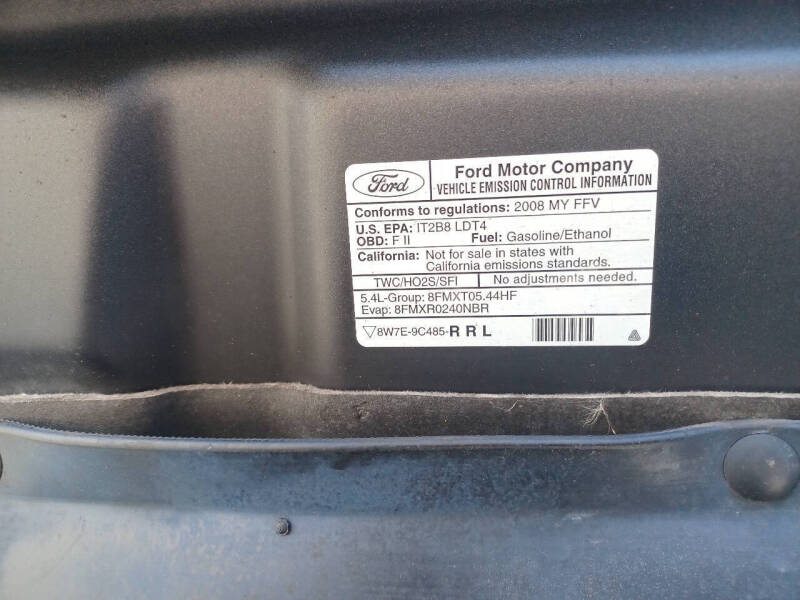 Ford
Ford Motor Company
VEHICLE EMISSION CONTROL INFORMATION
Conforms to regulations: 2008 MY FFV
U.S. EPA: IT2B8 LDT4
OBD: F II Fuel: Gasoline/Ethanol
California: Not for sale in states with
California emissions standards.
TWC/HO2S/SFI No adjustments needed.
5.4L-Group: 8FMXT05.44HF
Evap: 8FMXR0240NBR
8W7E-9C485-R R L